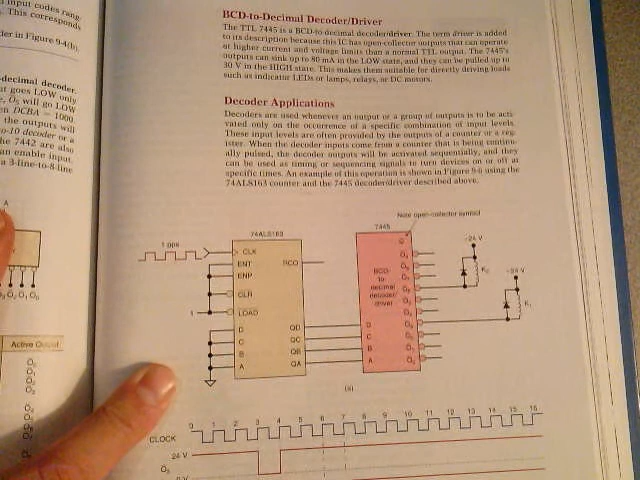 input codes rang
This corresponds
der in Figure 9-4(b).
-decimal decoder.
ut goes LOW only
e, O5 will go LOW
en DCBA = 1000
the outputs will
to-10 decoder or a
he 7442 are also
an enable input.
a 3-line-to-8-line
A
O3 O2 O1 O0
Active Output
BCD-to-Decimal Decoder/Driver
The TTL 7445 is a BCD-to-decimal decoder/driver. The term driver is added
to its description because this IC has open-collector outputs that can operate
at higher current and voltage limits than a normal TTL output. The 7445's
outputs can sink up to 80 mA in the LOW state, and they can be pulled up to
30 V in the HIGH state. This makes them suitable for directly driving loads
such as indicator LEDs or lamps, relays, or DC motors.
Decoder Applications
Decoders are used whenever an output or a group of outputs is to be acti-
vated only on the occurrence of a specific combination of input levels.
These input levels are often provided by the outputs of a counter or a reg-
ister. When the decoder inputs come from a counter that is being continu-
ally pulsed, the decoder outputs will be activated sequentially, and they
can be used as timing or sequencing signals to turn devices on or off at
specific times. An example of this operation is shown in Figure 9-6 using the
74ALS163 counter and the 7445 decoder/driver described above.
Note open-collector symbol
74ALS163
7445
1 pps
CLK
ENT
RCO
ENP
CLR
1
LOAD
D
C
B
A
QD
QC
QB
QA
BCD-
to-
decimal
decoder/
driver
D
C
B
A
+24 V
K2
+24 V
K1
(a)
0 1 2 3 4 5 6 7 8 9 10 11 12 13 14 15 16
CLOCK
24 V
O3
0 V